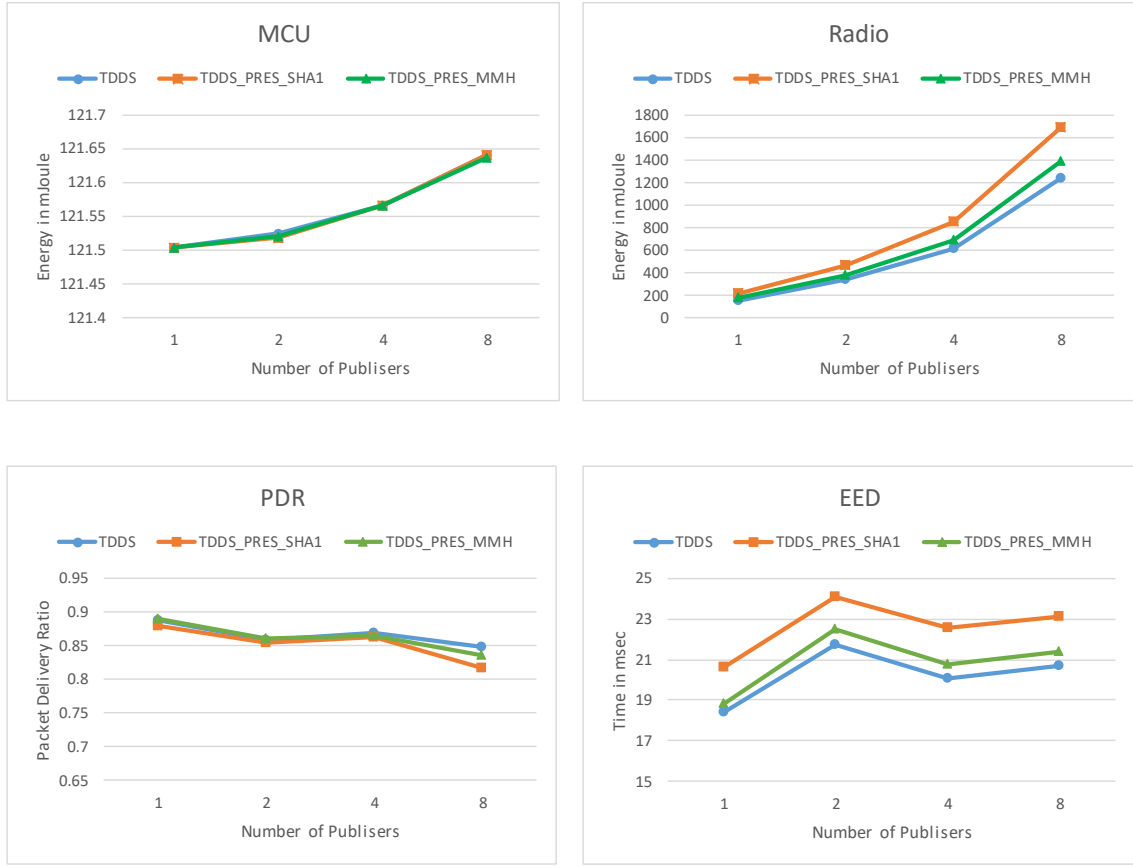 MCU
TDDS TDDS_PRES_SHA1 TDDS_PRES_MMH
Energy in mJoule
121.7
121.65
121.6
121.55
121.5
121.45
121.4
1 2 4 8
Number of Publisers
Radio
TDDS TDDS_PRES_SHA1 TDDS_PRES_MMH
Energy in mJoule
1800
1600
1400
1200
1000
800
600
400
200
0
1 2 4 8
Number of Publisers
PDR
TDDS TDDS_PRES_SHA1 TDDS_PRES_MMH
Packet Delivery Ratio
0.95
0.9
0.85
0.8
0.75
0.7
0.65
1 2 4 8
Number of Publisers
EED
TDDS TDDS_PRES_SHA1 TDDS_PRES_MMH
Time in msec
25
23
21
19
17
15
1 2 4 8
Number of Publisers